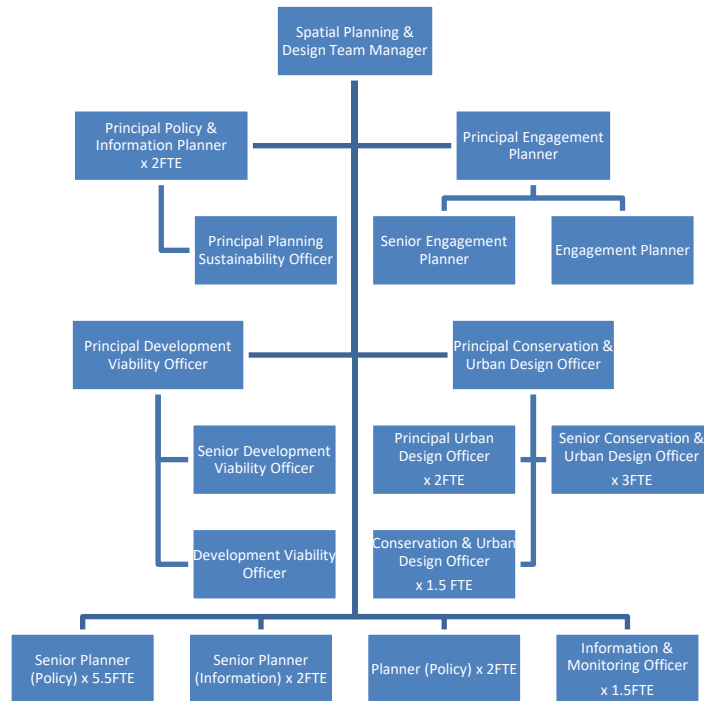 Spatial Planning &
Design Team Manager
Principal Policy &
Information Planner
x 2FTE
Principal Engagement
Planner
Principal Planning
Sustainability Officer
Senior Engagement
Planner
Engagement Planner
Principal Development
Viability Officer
Principal Conservation &
Urban Design Officer
Senior Development
Viability Officer
Principal Urban
Design Officer
x 2FTE
Senior Conservation &
Urban Design Officer
x 3FTE
Development Viability
Officer
Conservation & Urban
Design Officer
x 1.5 FTE
Senior Planner
(Policy) x 5.5FTE
Senior Planner
(Information) x 2FTE
Planner (Policy) x 2FTE
Information &
Monitoring Officer
x 1.5FTE